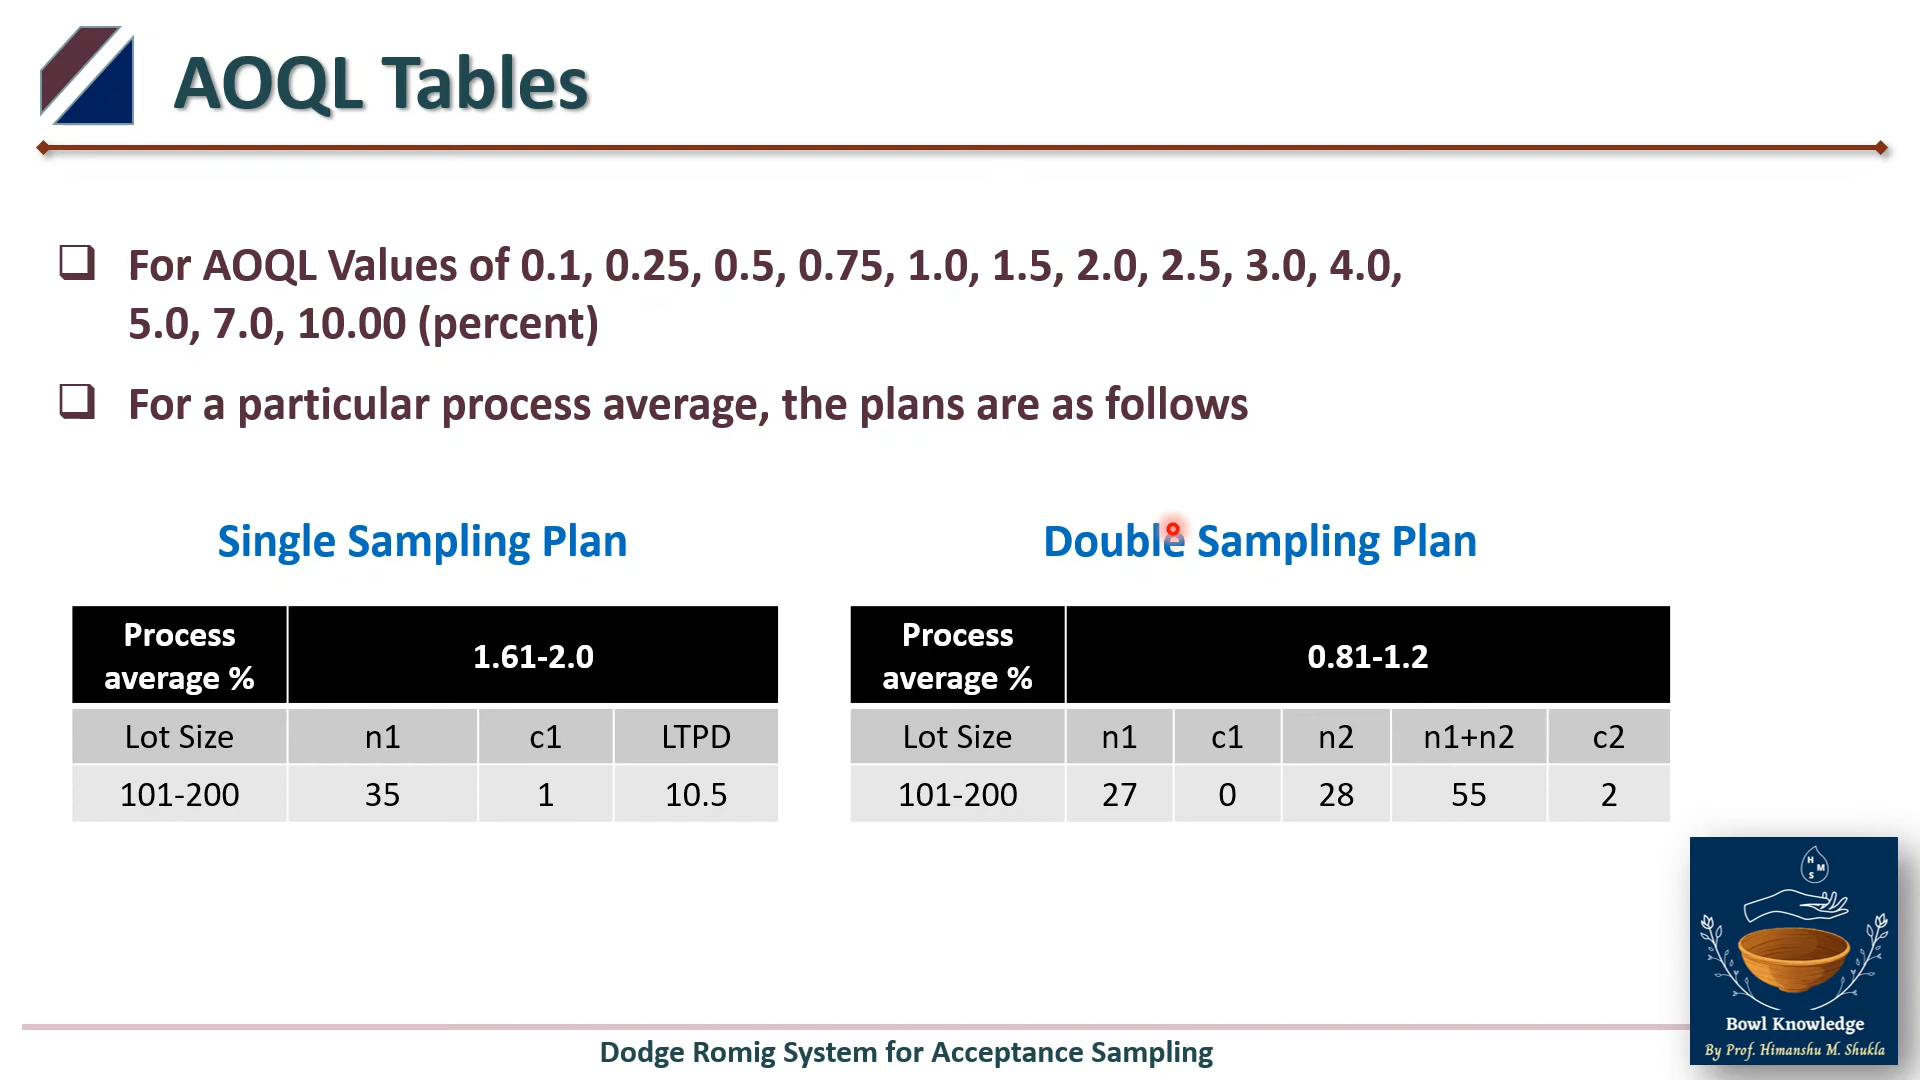 AOQL Tables
For AOQL Values of 0.1, 0.25, 0.5, 0.75, 1.0, 1.5, 2.0, 2.5, 3.0, 4.0,
5.0, 7.0, 10.00 (percent)
For a particular process average, the plans are as follows
Single Sampling Plan
Process
average %
1.61-2.0
Lot Size n1 c1 LTPD
101-200 35 1 10.5
Double Sampling Plan
Process
average %
0.81-1.2
Lot Size n1 c1 n2 n1+n2 c2
101-200 27 0 28 55 2
H
M
S
Bowl Knowledge
By Prof. Himanshu M. Shukla
Dodge Romig System for Acceptance Sampling